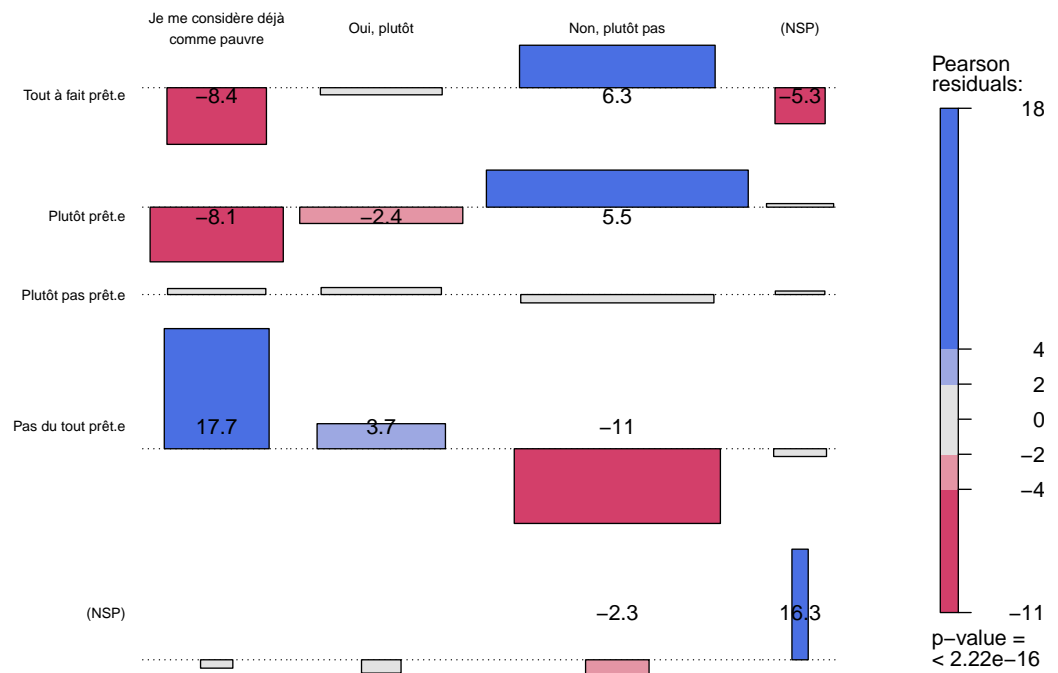 Je me considère déjà
comme pauvre
Oui, plutôt
Non, plutôt pas
(NSP)
Tout à fait prêt.e
−8.4
6.3
−5.3
Plutôt prêt.e
−8.1
−2.4
5.5
Plutôt pas prêt.e
Pas du tout prêt.e
17.7
3.7
−11
(NSP)
−2.3
16.3
Pearson
residuals:
18
4
2
0
−2
−4
−11
p−value =
< 2.22e−16